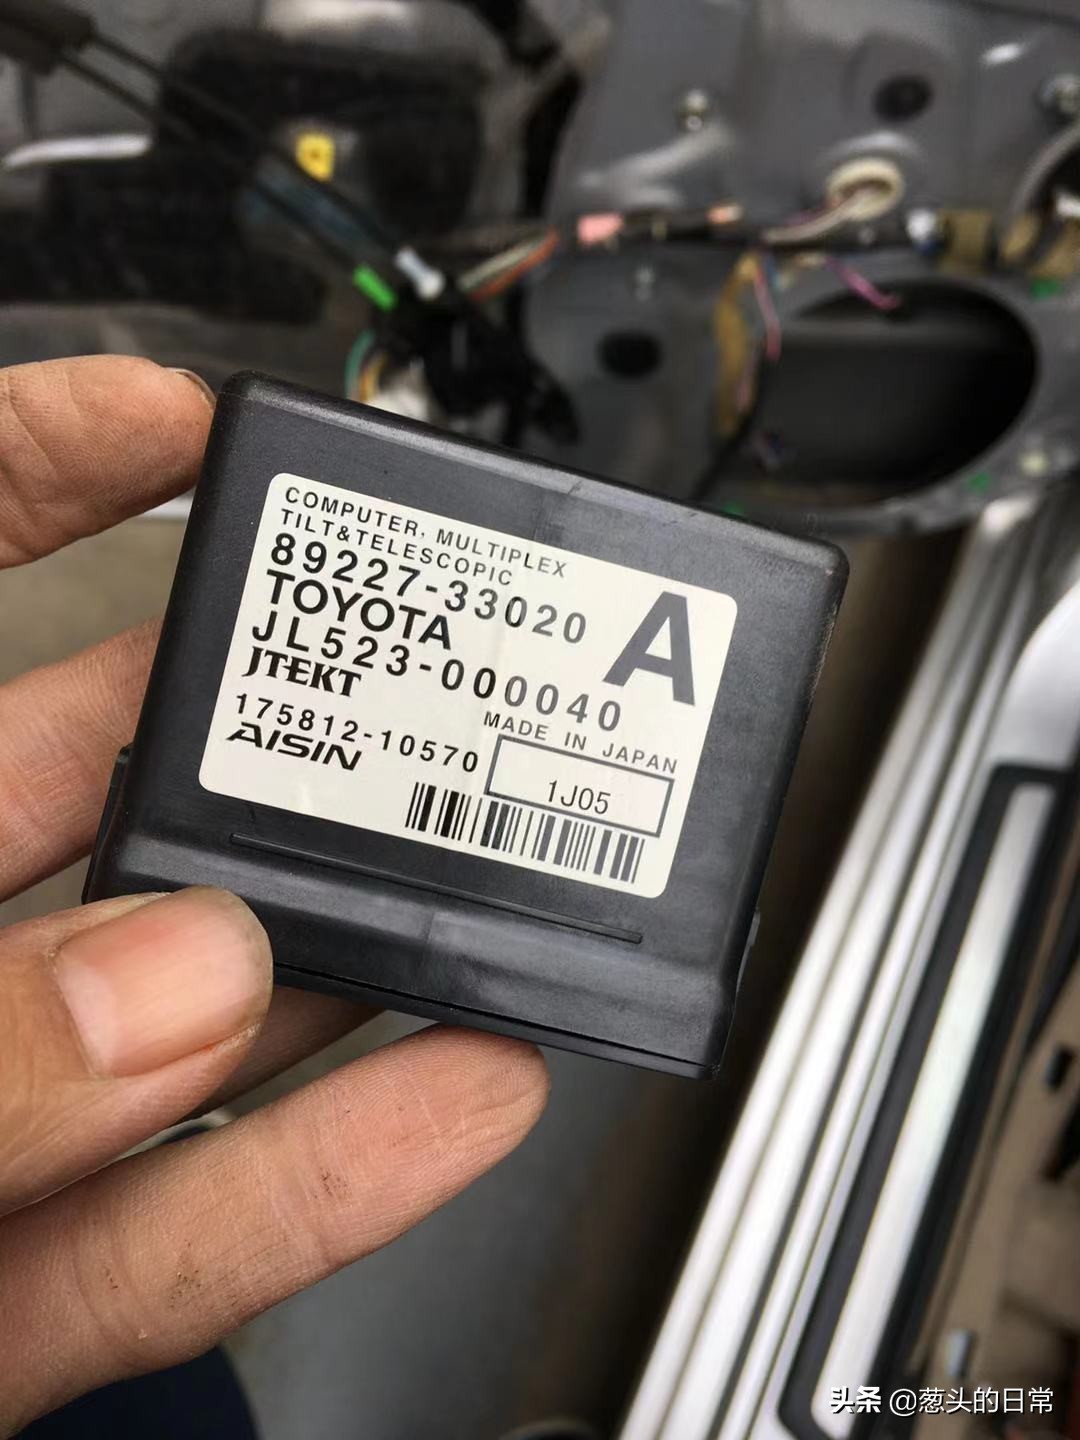 COMPUTER, MULTIPLEX
TILT&TELESCOPIC
89227-33020
TOYOTA
A
JL523-000040
JTEKT
MADE IN JAPAN
175812-10570
AISIN
1J05
头条 @葱头的日常